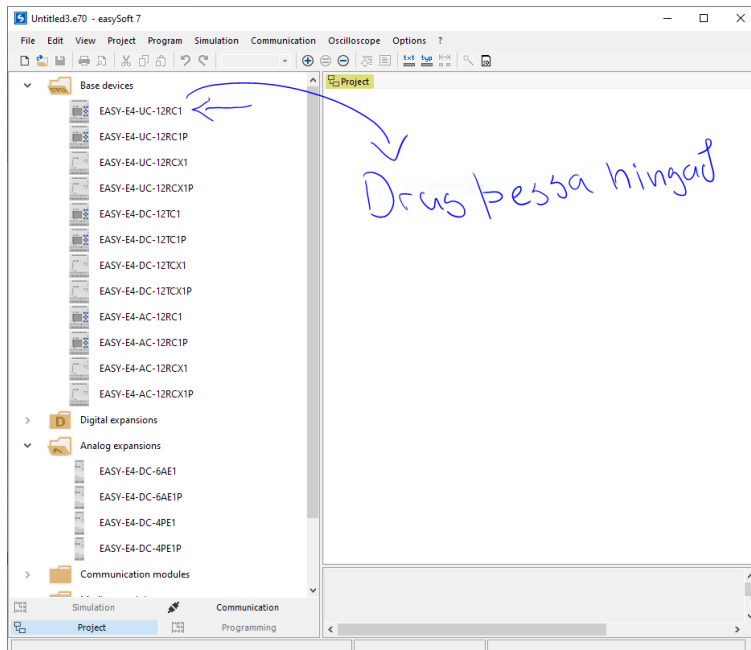 Untitled3.e70 - easySoft 7
File Edit View Project Program Simulation Communication Oscilloscope Options ?
Base devices
EASY-E4-UC-12RC1
EASY-E4-UC-12RC1P
EASY-E4-UC-12RCX1
EASY-E4-UC-12RCX1P
EASY-E4-DC-12TC1
EASY-E4-DC-12TC1P
EASY-E4-DC-12TCX1
EASY-E4-DC-12TCX1P
EASY-E4-AC-12RC1
EASY-E4-AC-12RC1P
EASY-E4-AC-12RCX1
EASY-E4-AC-12RCX1P
Digital expansions
Analog expansions
EASY-E4-DC-6AE1
EASY-E4-DC-6AE1P
EASY-E4-DC-4PE1
EASY-E4-DC-4PE1P
Communication modules
Simulation Communication
Project Programming
Project
Drag þessa hingað